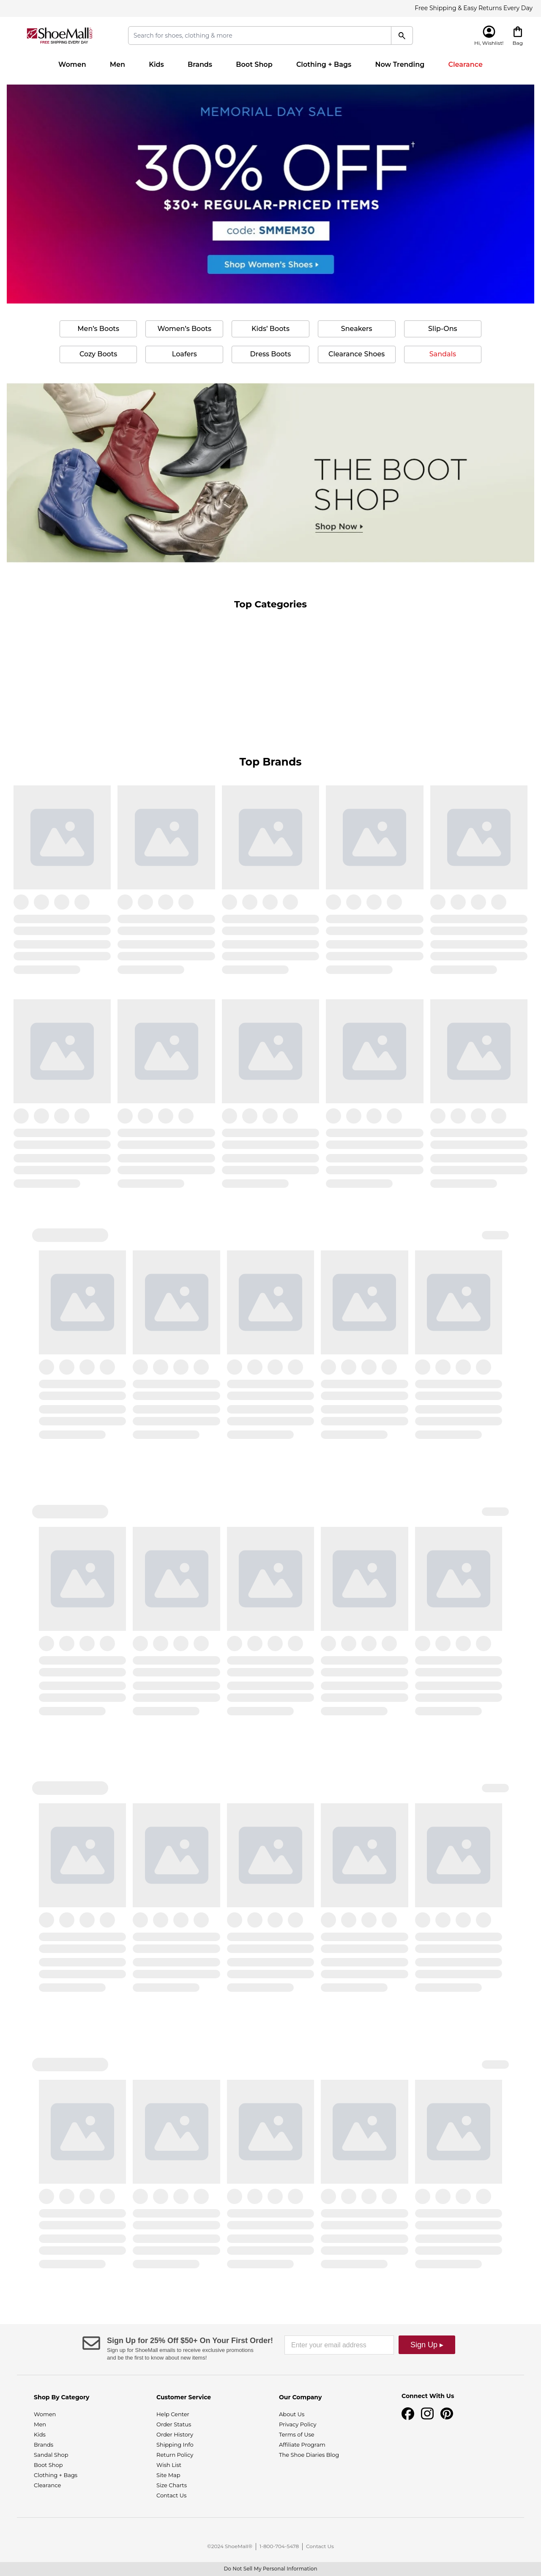 Free Shipping & Easy Returns Every Day
ShoeMall
FREE SHIPPING EVERY DAY
Search for shoes, clothing & more
Hi, Wishlist!
Bag
Women
Men
Kids
Brands
Boot Shop
Clothing + Bags
Now Trending
Clearance
MEMORIAL DAY SALE
30% OFF†
$30+ REGULAR-PRICED ITEMS
code: SMMEM30
Shop Women's Shoes
Men's Boots
Women's Boots
Kids' Boots
Sneakers
Slip-Ons
Cozy Boots
Loafers
Dress Boots
Clearance Shoes
Sandals
THE BOOT
SHOP
Shop Now
Top Categories
Top Brands
Sign Up for 25% Off $50+ On Your First Order!
Sign up for ShoeMall emails to receive exclusive promotions
and be the first to know about new items!
Enter your email address
Sign Up ▸
Shop By Category
Women
Men
Kids
Brands
Sandal Shop
Boot Shop
Clothing + Bags
Clearance
Customer Service
Help Center
Order Status
Order History
Shipping Info
Return Policy
Wish List
Site Map
Size Charts
Contact Us
Our Company
About Us
Privacy Policy
Terms of Use
Affiliate Program
The Shoe Diaries Blog
Connect With Us
©2024 ShoeMall® | 1-800-704-5478 | Contact Us
Do Not Sell My Personal Information